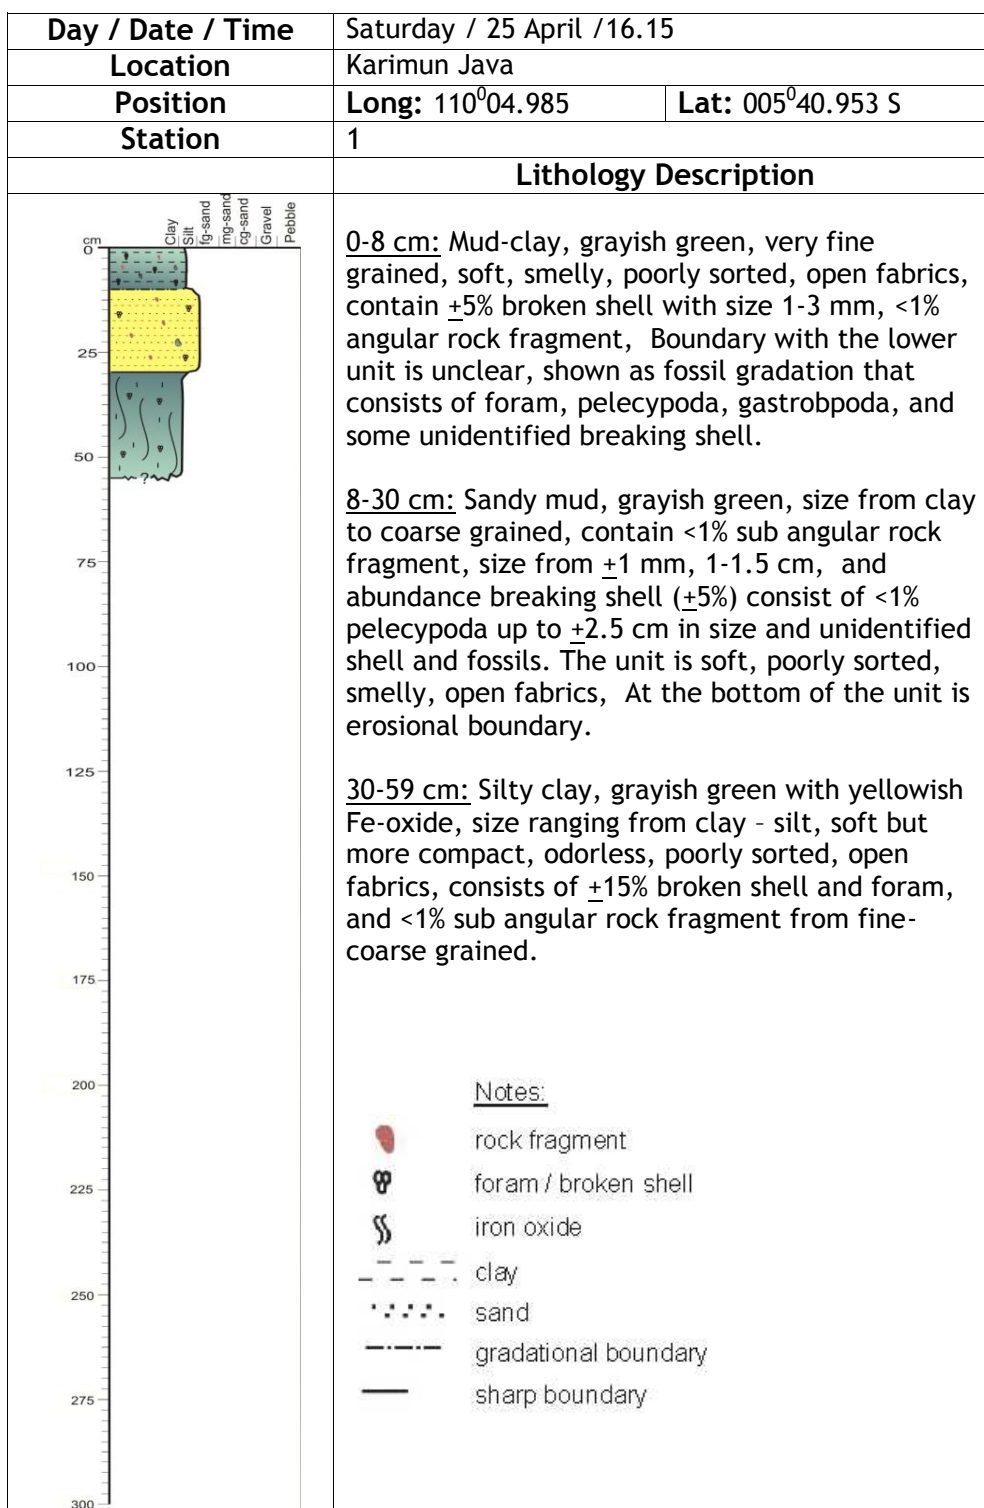 Day / Date / Time
Saturday / 25 April /16.15
Location
Karimun Java
Position
Long: 110⁰04.985
Lat: 005⁰40.953 S
Station
1
Lithology Description
Clay
Silt
fg-sand
mg-sand
cg-sand
Gravel
Pebble
cm
0
25
50
?
75
100
125
150
175
200
225
250
275
300
0-8 cm: Mud-clay, grayish green, very fine
grained, soft, smelly, poorly sorted, open fabrics,
contain +5% broken shell with size 1-3 mm, <1%
angular rock fragment, Boundary with the lower
unit is unclear, shown as fossil gradation that
consists of foram, pelecypoda, gastrobpoda, and
some unidentified breaking shell.
8-30 cm: Sandy mud, grayish green, size from clay
to coarse grained, contain <1% sub angular rock
fragment, size from +1 mm, 1-1.5 cm, and
abundance breaking shell (+5%) consist of <1%
pelecypoda up to +2.5 cm in size and unidentified
shell and fossils. The unit is soft, poorly sorted,
smelly, open fabrics, At the bottom of the unit is
erosional boundary.
30-59 cm: Silty clay, grayish green with yellowish
Fe-oxide, size ranging from clay – silt, soft but
more compact, odorless, poorly sorted, open
fabrics, consists of +15% broken shell and foram,
and <1% sub angular rock fragment from fine-
coarse grained.
Notes:
rock fragment
foram / broken shell
iron oxide
clay
sand
gradational boundary
sharp boundary